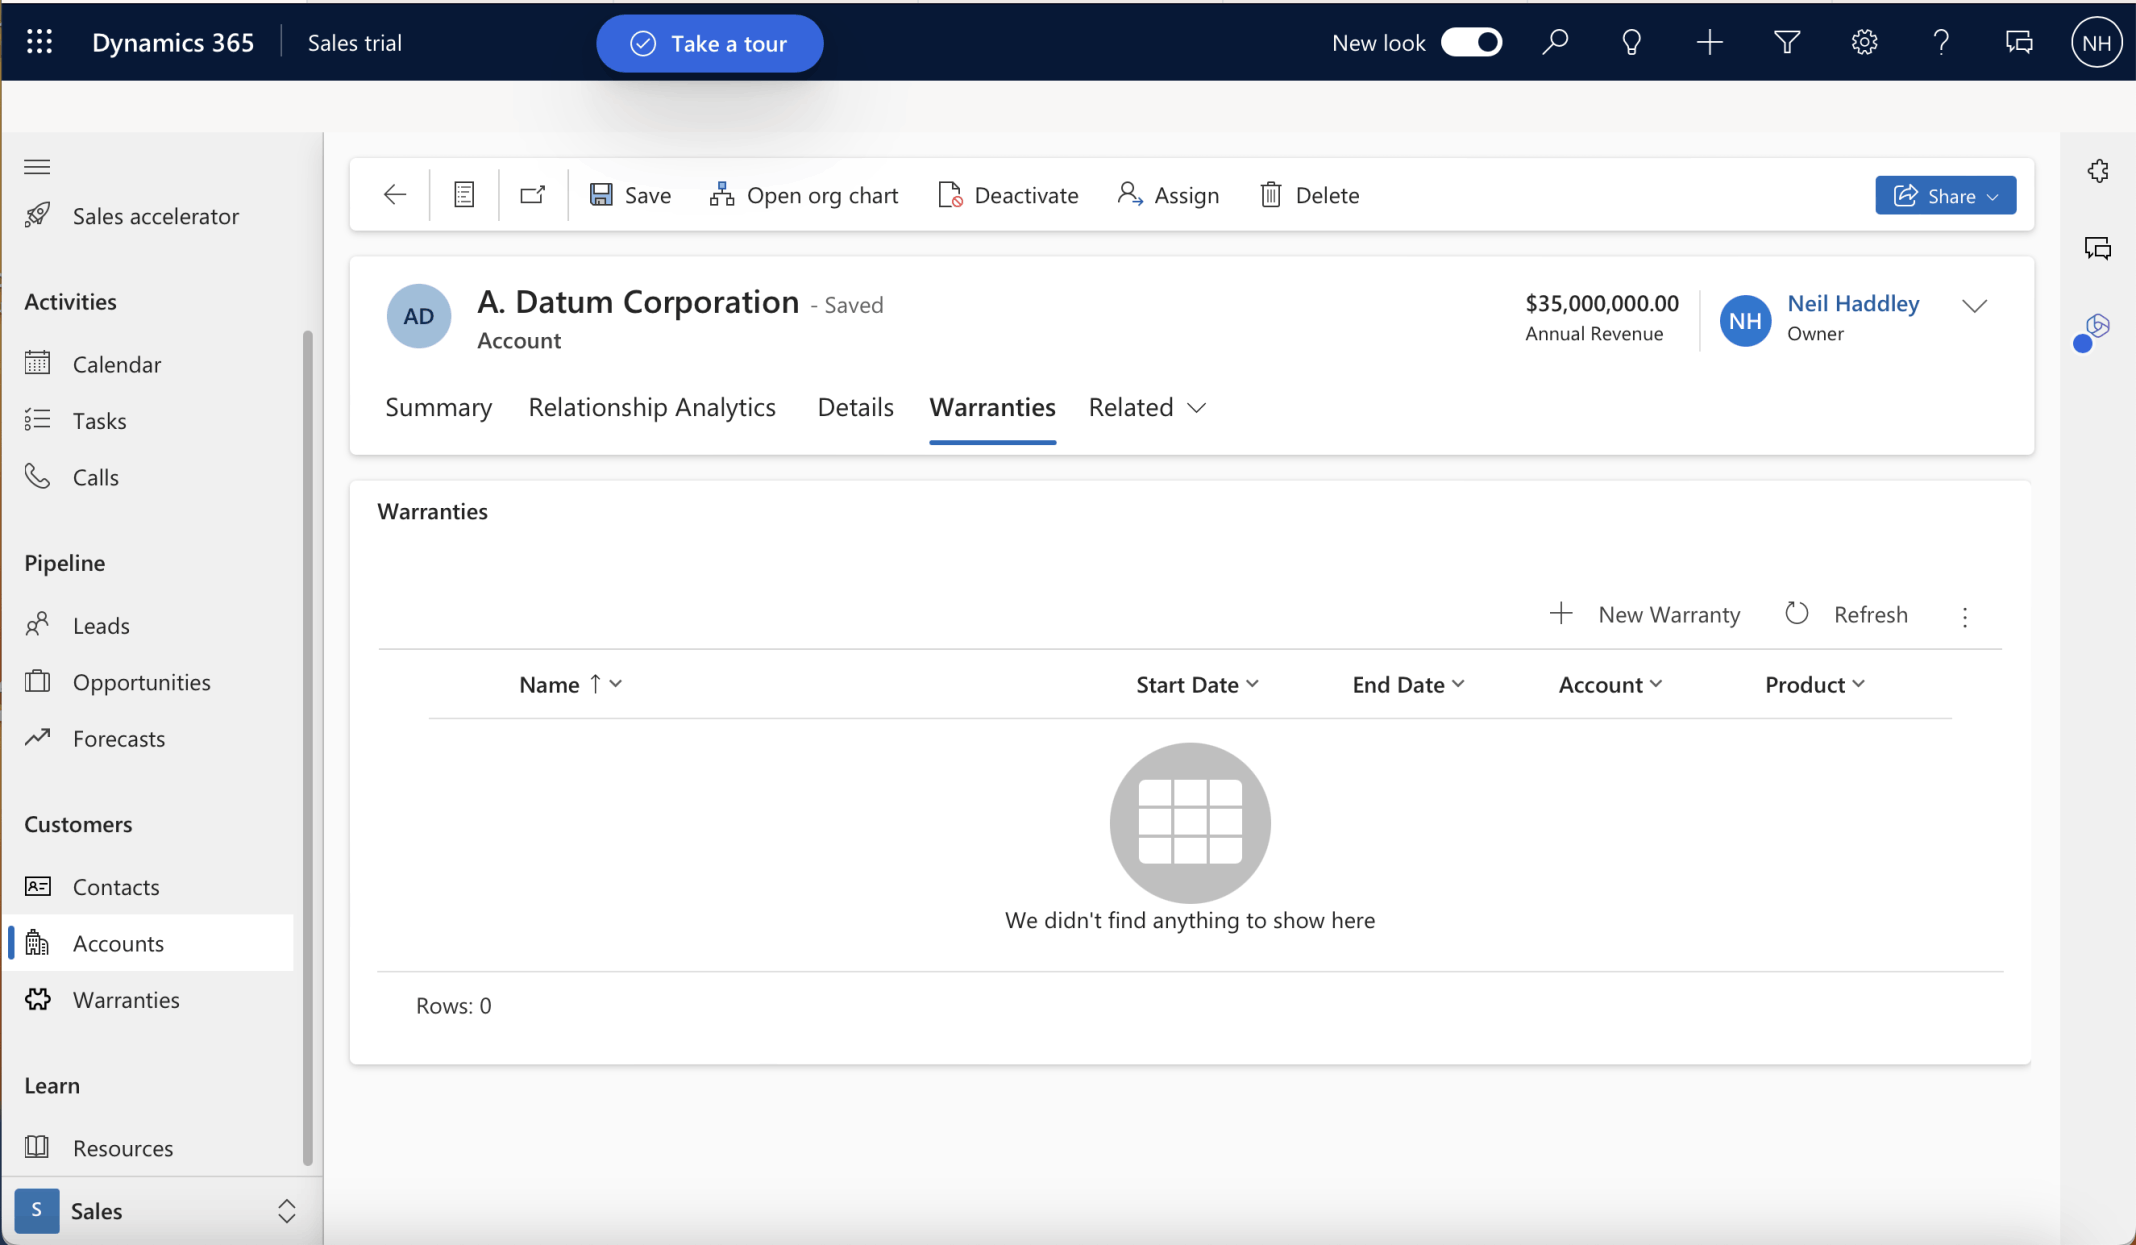 Dynamics 365
Sales trial
Take a tour
New look
NH
Sales accelerator
Activities
Calendar
Tasks
Calls
Pipeline
Leads
Opportunities
Forecasts
Customers
Contacts
Accounts
Warranties
Learn
Resources
S Sales
Save
Open org chart
Deactivate
Assign
Delete
Share
AD
A. Datum Corporation - Saved
Account
$35,000,000.00
Annual Revenue
NH
Neil Haddley
Owner
Summary
Relationship Analytics
Details
Warranties
Related
Warranties
New Warranty
Refresh
Name
Start Date
End Date
Account
Product
We didn't find anything to show here
Rows: 0